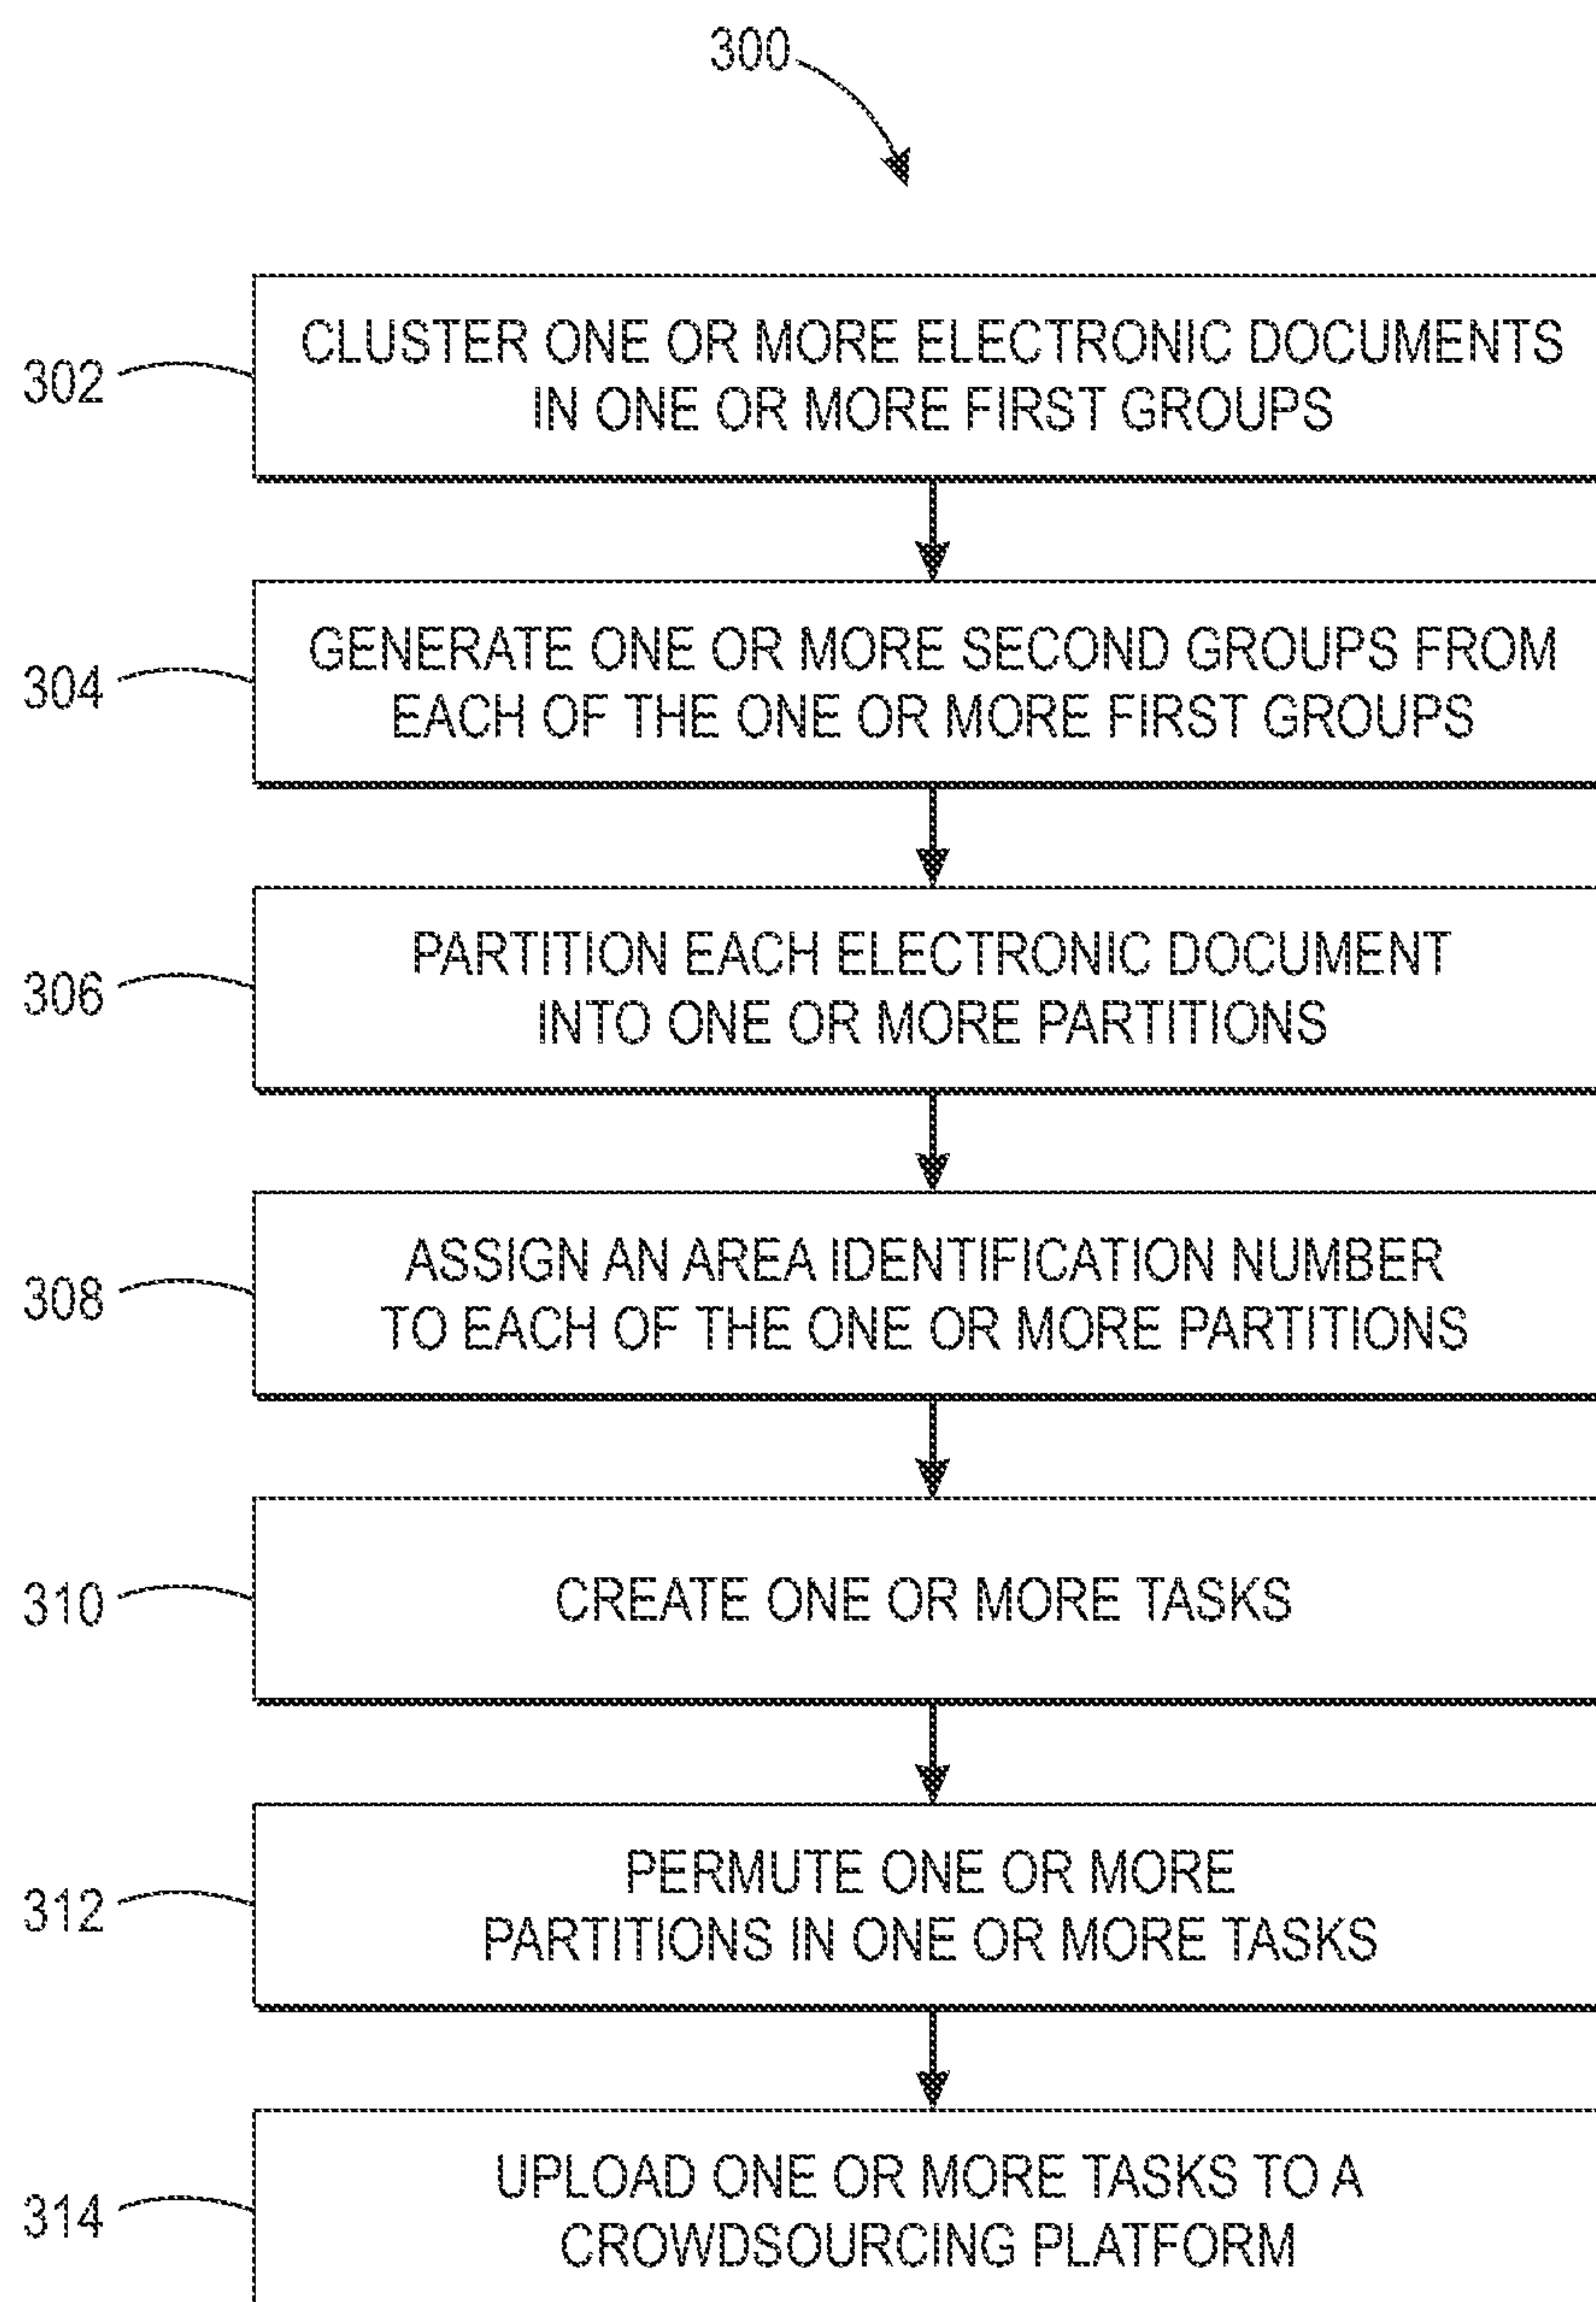 300
302
CLUSTER ONE OR MORE ELECTRONIC DOCUMENTS
IN ONE OR MORE FIRST GROUPS
304
GENERATE ONE OR MORE SECOND GROUPS FROM
EACH OF THE ONE OR MORE FIRST GROUPS
306
PARTITION EACH ELECTRONIC DOCUMENT
INTO ONE OR MORE PARTITIONS
308
ASSIGN AN AREA IDENTIFICATION NUMBER
TO EACH OF THE ONE OR MORE PARTITIONS
310
CREATE ONE OR MORE TASKS
312
PERMUTE ONE OR MORE
PARTITIONS IN ONE OR MORE TASKS
314
UPLOAD ONE OR MORE TASKS TO A
CROWDSOURCING PLATFORM